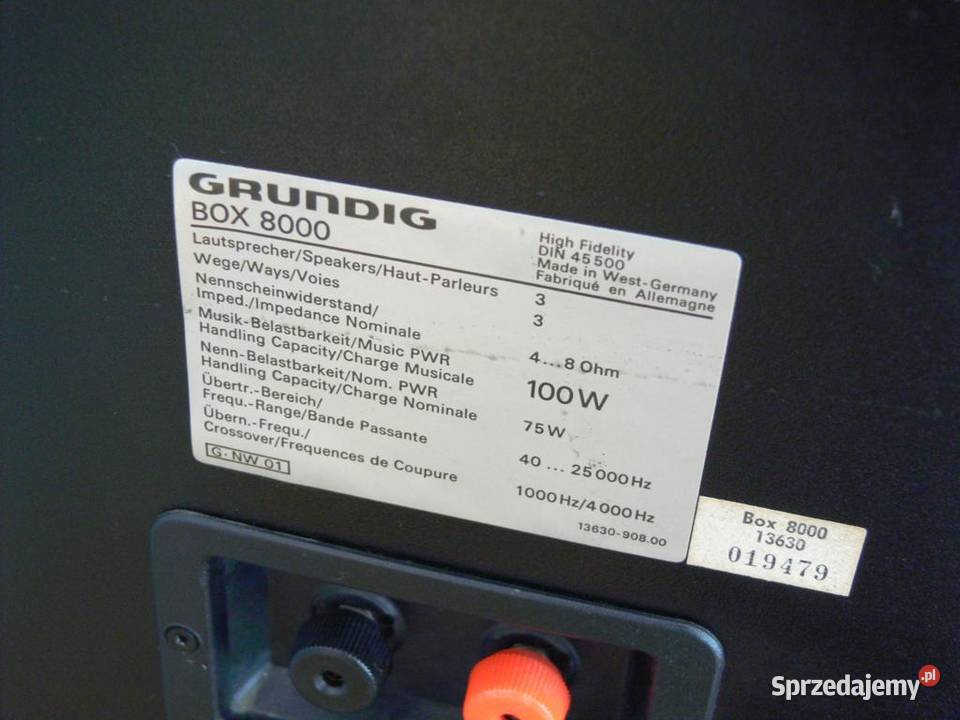 GRUNDIG
BOX 8000
High Fidelity
DIN 45 500
Made in West-Germany
Fabriqué en Allemagne
Lautsprecher/Speakers/Haut-Parleurs 3
Wege/Ways/Voies 3
Nennscheinwiderstand/
Imped./Impedance Nominale 4...8 Ohm
Musik-Belastbarkeit/Music PWR
Handling Capacity/Charge Musicale 100W
Nenn-Belastbarkeit/Nom. PWR
Handling Capacity/Charge Nominale 75W
Übertr.-Bereich/
Frequ.-Range/Bande Passante 40 ... 25 000 Hz
Übern.-Frequ./
Crossover/Frequences de Coupure 1000 Hz/4 000 Hz
G-NW 01
13630-908.00
Box 8000
13630
019479
Sprzedajemy.pl